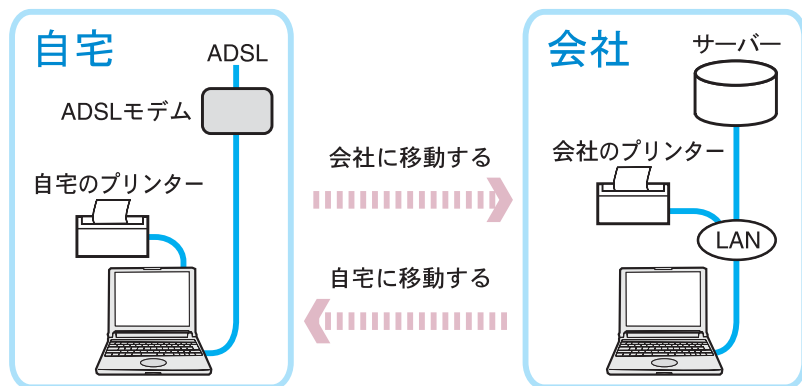 自宅
ADSL
ADSLモデム
自宅のプリンター
会社に移動する
自宅に移動する
会社
サーバー
会社のプリンター
LAN